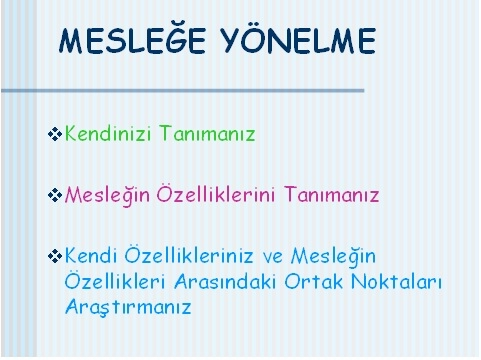 MESLEĞE YÖNELME
❖Kendinizi Tanımanız
❖Mesleğin Özelliklerini Tanımanız
❖Kendi Özellikleriniz ve Mesleğin
Özellikleri Arasındaki Ortak Noktaları
Araştırmanız